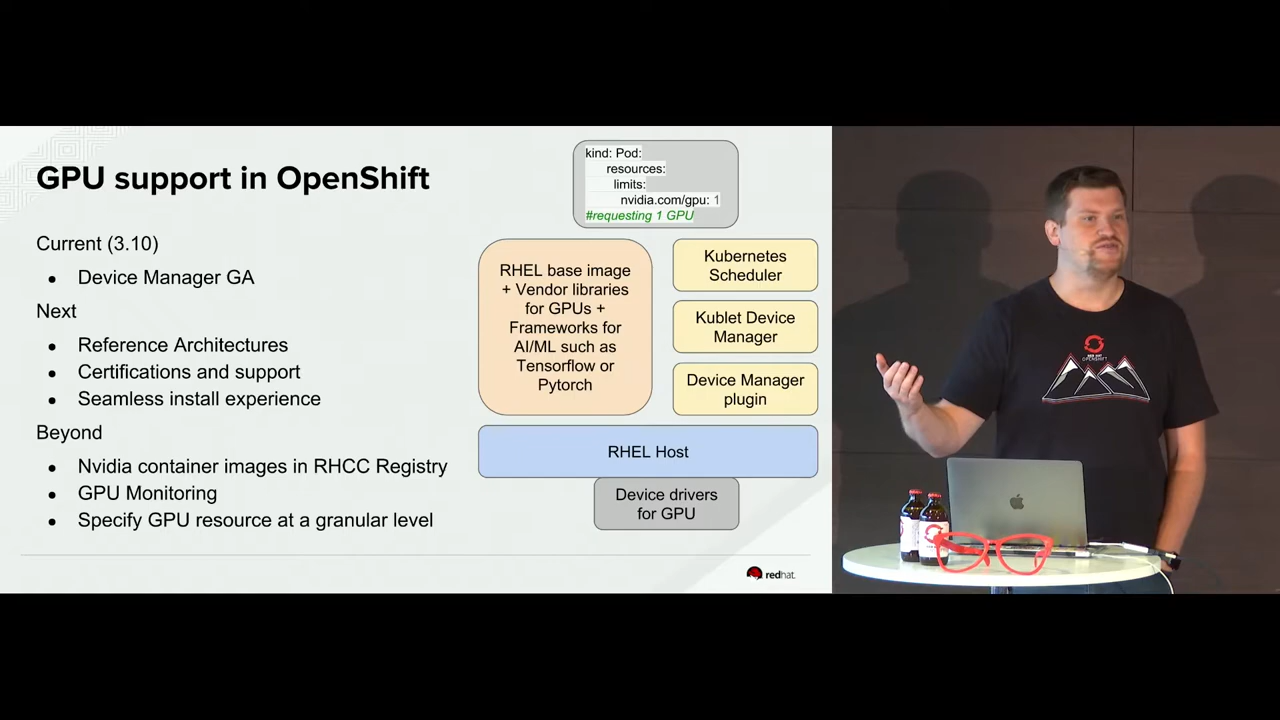 GPU support in OpenShift
Current (3.10)
● Device Manager GA
Next
● Reference Architectures
● Certifications and support
● Seamless install experience
Beyond
● Nvidia container images in RHCC Registry
● GPU Monitoring
● Specify GPU resource at a granular level
kind: Pod:
resources:
limits:
nvidia.com/gpu: 1
#requesting 1 GPU
RHEL base image
+ Vendor libraries
for GPUs +
Frameworks for
AI/ML such as
Tensorflow or
Pytorch
Kubernetes
Scheduler
Kublet Device
Manager
Device Manager
plugin
RHEL Host
Device drivers
for GPU
redhat.
RED HAT
OPENSHIFT